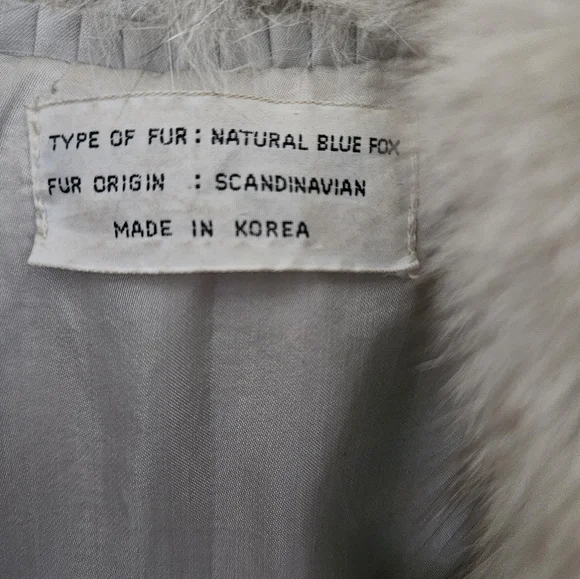 TYPE OF FUR : NATURAL BLUE FOX
FUR ORIGIN : SCANDINAVIAN
MADE IN KOREA